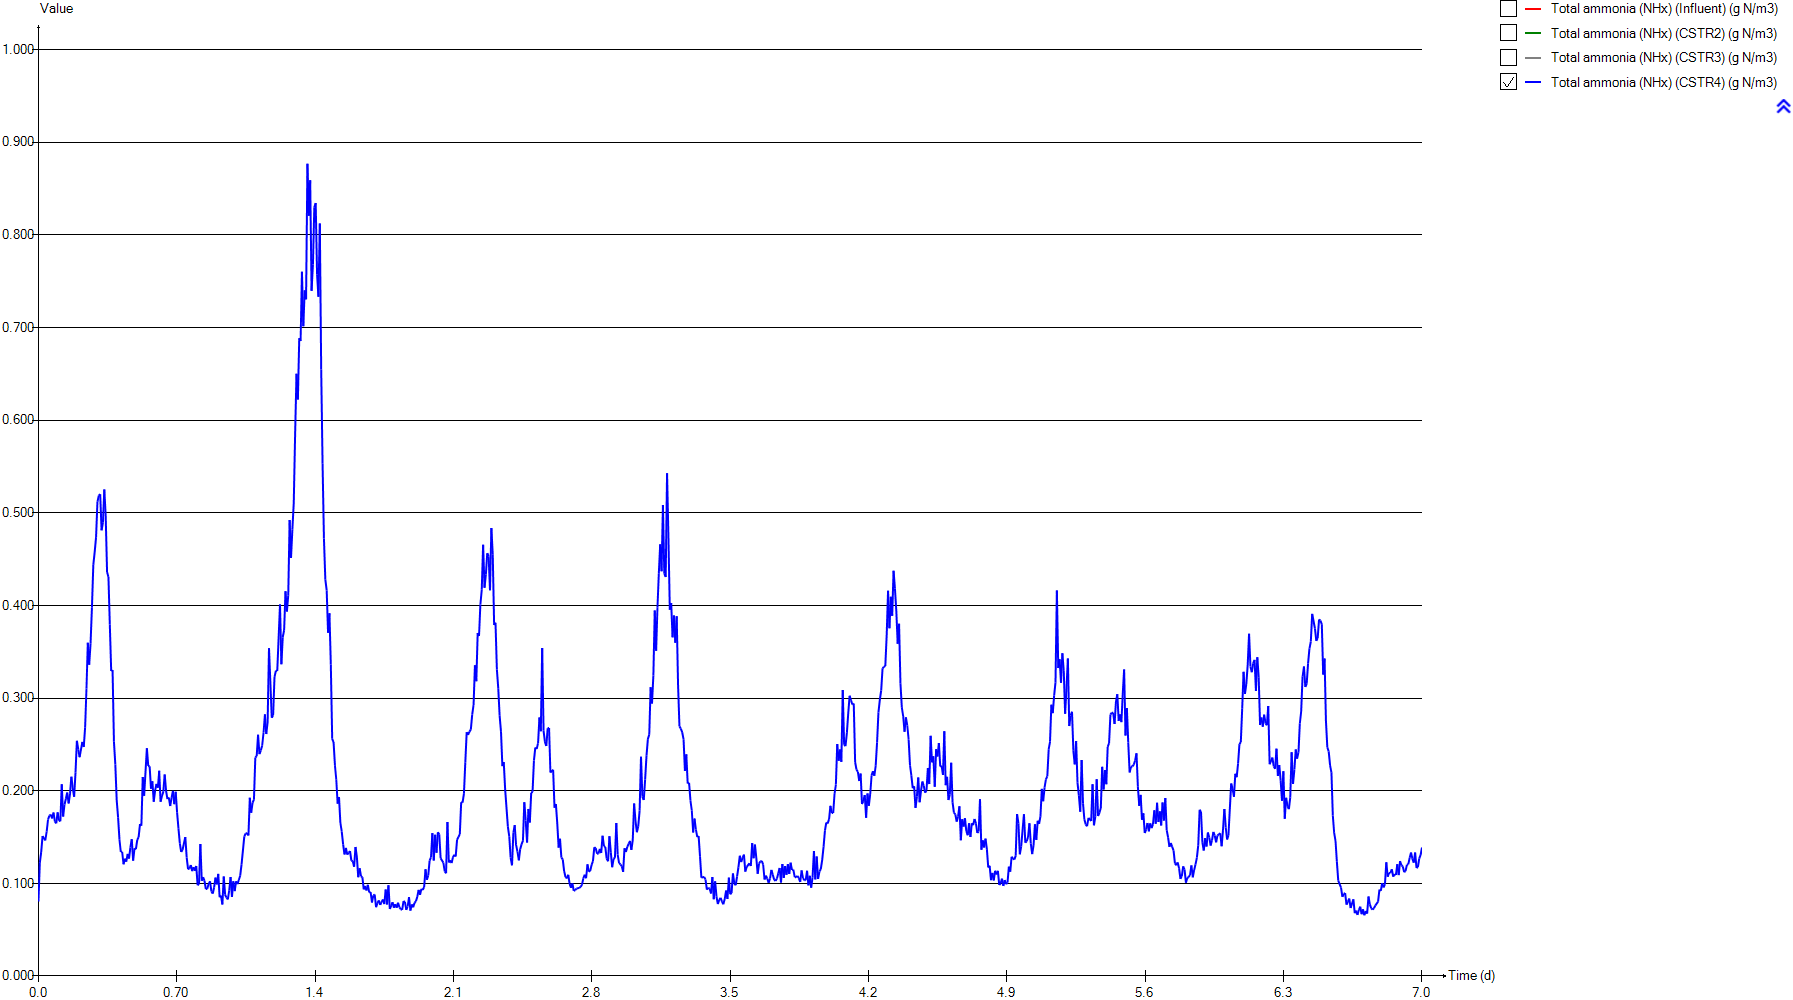 Value
Total ammonia (NHx) (Influent) (g N/m3)
Total ammonia (NHx) (CSTR2) (g N/m3)
Total ammonia (NHx) (CSTR3) (g N/m3)
Total ammonia (NHx) (CSTR4) (g N/m3)
1.000
0.900
0.800
0.700
0.600
0.500
0.400
0.300
0.200
0.100
0.000
Time (d)
0.0 0.70 1.4 2.1 2.8 3.5 4.2 4.9 5.6 6.3 7.0